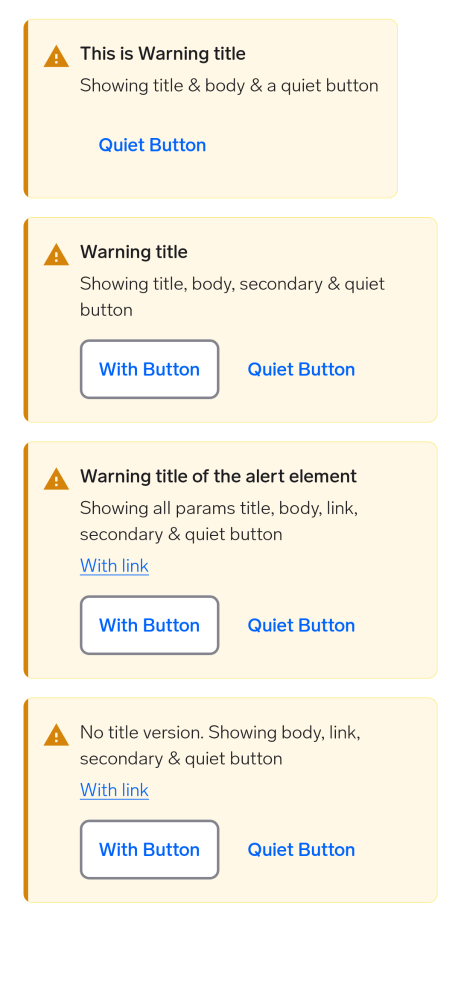 This is Warning title
Showing title & body & a quiet button
Quiet Button
Warning title
Showing title, body, secondary & quiet
button
With Button
Quiet Button
Warning title of the alert element
Showing all params title, body, link,
secondary & quiet button
With link
With Button
Quiet Button
No title version. Showing body, link,
secondary & quiet button
With link
With Button
Quiet Button